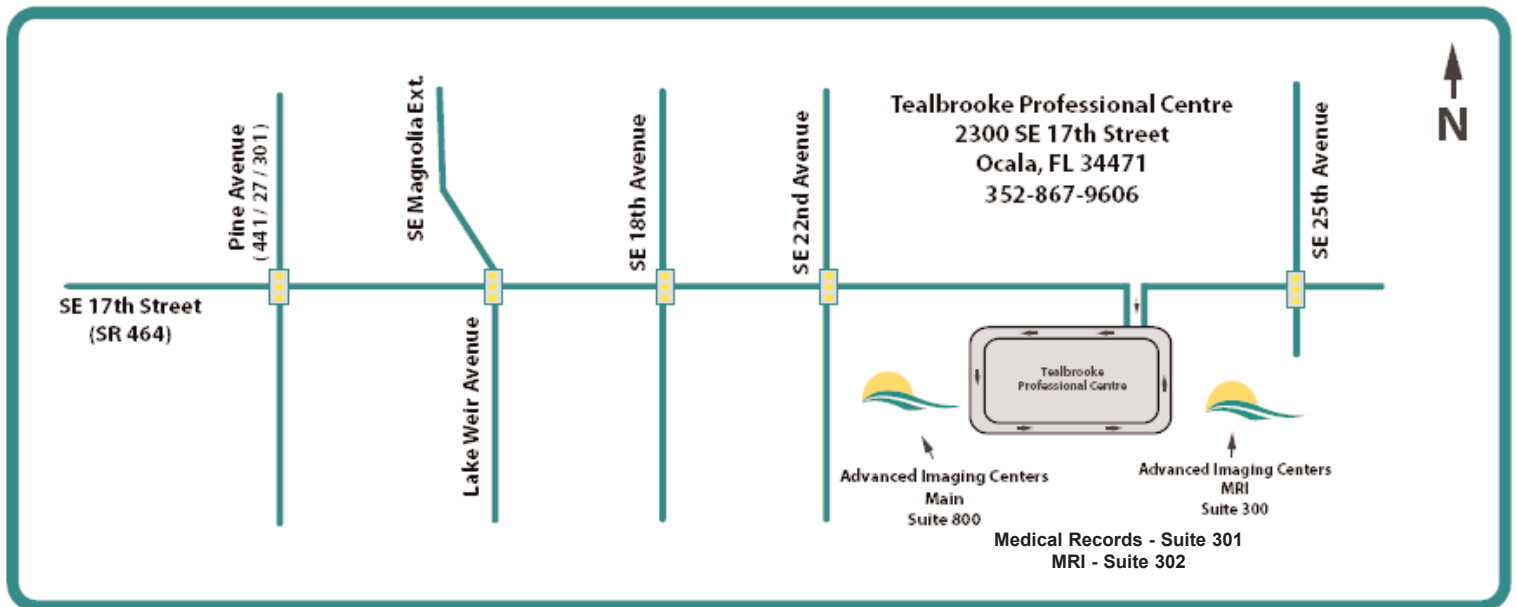 Tealbrooke Professional Centre
2300 SE 17th Street
Ocala, FL 34471
352-867-9606
N
Pine Avenue
( 441 / 27 / 301 )
SE Magnolia Ext.
SE 18th Avenue
SE 22nd Avenue
SE 25th Avenue
SE 17th Street
(SR 464)
Lake Weir Avenue
Tealbrooke
Professional Centre
Advanced Imaging Centers
Main
Suite 800
Advanced Imaging Centers
MRI
Suite 300
Medical Records - Suite 301
MRI - Suite 302